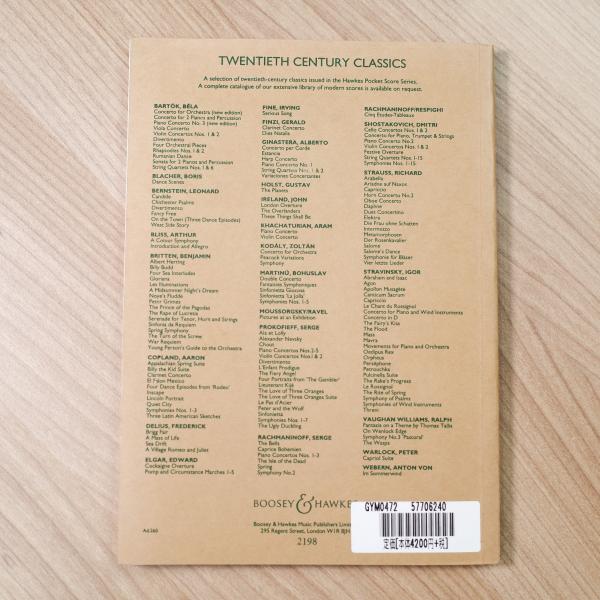 TWENTIETH CENTURY CLASSICS
A selection of twentieth-century classics issued in the Hawkes Pocket Score Series.
A complete catalogue of our extensive library of modern scores is available on request.
BARTÓK, BÉLA
Concerto for Orchestra (new edition)
Concerto for 2 Pianos and Percussion
Piano Concerto No. 3 (new edition)
Viola Concerto
Violin Concertos Nos. 1 & 2
Divertimento
Four Orchestral Pieces
Rhapsodies Nos. 1 & 2
Rumanian Dance
Sonata for 2 Pianos and Percussion
String Quartets Nos. 1 & 6
BLACHER, BORIS
Dance Scenes
BERNSTEIN, LEONARD
Candide
Chichester Psalms
Divertimento
Fancy Free
On the Town (Three Dance Episodes)
West Side Story
BLISS, ARTHUR
A Colour Symphony
Introduction and Allegro
BRITTEN, BENJAMIN
Albert Herring
Billy Budd
Four Sea Interludes
Gloriana
Les Illuminations
A Midsummer Night's Dream
Noye's Fludde
Peter Grimes
The Prince of the Pagodas
The Rape of Lucretia
Serenade for Tenor, Horn and Strings
Sinfonia da Requiem
Spring Symphony
The Turn of the Screw
War Requiem
Young Person's Guide to the Orchestra
COPLAND, AARON
Appalachian Spring Suite
Billy the Kid Suite
Clarinet Concerto
El Salon Mexico
Four Dance Episodes from 'Rodeo'
Inscape
Lincoln Portrait
Quiet City
Symphonies Nos. 1-3
Three Latin American Sketches
DELIUS, FREDERICK
Brigg Fair
A Mass of Life
Sea Drift
A Village Romeo and Juliet
ELGAR, EDWARD
Cockaigne Overture
Pomp and Circumstance Marches 1-5
FINE, IRVING
Serious Song
FINZI, GERALD
Clarinet Concerto
Dies Natalis
GINASTERA, ALBERTO
Concerto per Corde
Estancia
Harp Concerto
Piano Concerto No. 1
String Quartets Nos. 1 & 2
Variaciones Concertantes
HOLST, GUSTAV
The Planets
IRELAND, JOHN
London Overture
The Overlanders
These Things Shall Be
KHACHATURIAN, ARAM
Piano Concerto
Violin Concerto
KODÁLY, ZOLTÁN
Concerto for Orchestra
Peacock Variations
Symphony
MARTINŮ, BOHUSLAV
Double Concerto
Fantaisies Symphoniques
Sinfonietta Giocosa
Sinfonietta 'La Jolla'
Symphonies Nos. 1-5
MOUSSORGSKY/RAVEL
Pictures at an Exhibition
PROKOFIEFF, SERGE
Ala et Lolly
Alexander Nevsky
Chout
Piano Concertos Nos.2-5
Violin Concertos Nos.1 & 2
Divertimento
L'Enfant Prodigue
The Fiery Angel
Four Portraits from 'The Gambler'
Lieutenant Kijé
The Love of Three Oranges
The Love of Three Oranges Suite
Le Pas d'Acier
Peter and the Wolf
Sinfonietta
Symphonies Nos. 1-7
The Ugly Duckling
RACHMANINOFF, SERGE
The Bells
Caprice Bohemien
Piano Concertos Nos. 1-3
The Isle of the Dead
Spring
Symphony No.2
RACHMANINOFF/RESPIGHI
Cinq Etudes-Tableaux
SHOSTAKOVICH, DMITRI
Cello Concertos Nos. 1 & 2
Concerto for Piano, Trumpet & Strings
Piano Concerto No.2
Violin Concertos Nos. 1 & 2
Festive Overture
String Quartets Nos. 1-15
Symphonies Nos. 1-15
STRAUSS, RICHARD
Arabella
Ariadne auf Naxos
Capriccio
Horn Concerto No.2
Oboe Concerto
Daphne
Duet Concertino
Elektra
Die Frau ohne Schatten
Intermezzo
Metamorphosen
Der Rosenkavalier
Salome
Salome's Dance
Symphonie für Bläser
Vier letzte Lieder
STRAVINSKY, IGOR
Abraham and Isaac
Agon
Apollon Musagète
Canticum Sacrum
Capriccio
Le Chant du Rossignol
Concerto for Piano and Wind Instruments
Concerto in D
The Fairy's Kiss
The Flood
Mass
Mavra
Movements for Piano and Orchestra
Oedipus Rex
Orpheus
Perséphone
Petrouchka
Pulcinella Suite
The Rake's Progress
Le Rossignol
The Rite of Spring
Symphony of Psalms
Symphonies of Wind Instruments
Threni
VAUGHAN WILLIAMS, RALPH
Fantasia on a Theme by Thomas Tallis
On Wenlock Edge
Symphony No.3 'Pastoral'
The Wasps
WARLOCK, PETER
Capriol Suite
WEBERN, ANTON VON
Im Sommerwind
BOOSEY & HAWKES
Boosey & Hawkes Music Publishers Limi
295 Regent Street, London W1R 8JH
2198
GYM0472 57706240
定価[本体4200円+税]